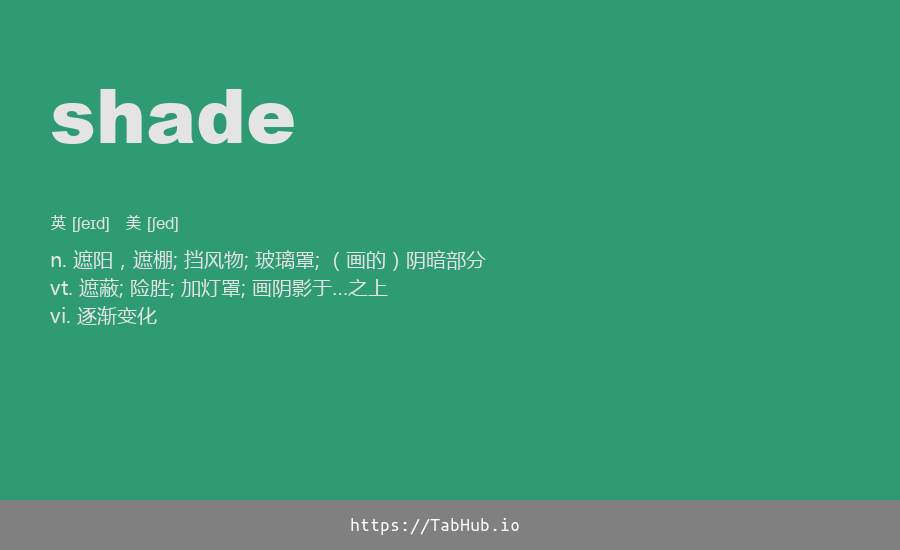 shade
英 [ʃeɪd] 美 [ʃed]
n. 遮阳，遮棚; 挡风物; 玻璃罩; （画的）阴暗部分
vt. 遮蔽; 险胜; 加灯罩; 画阴影于…之上
vi. 逐渐变化
https://TabHub.io